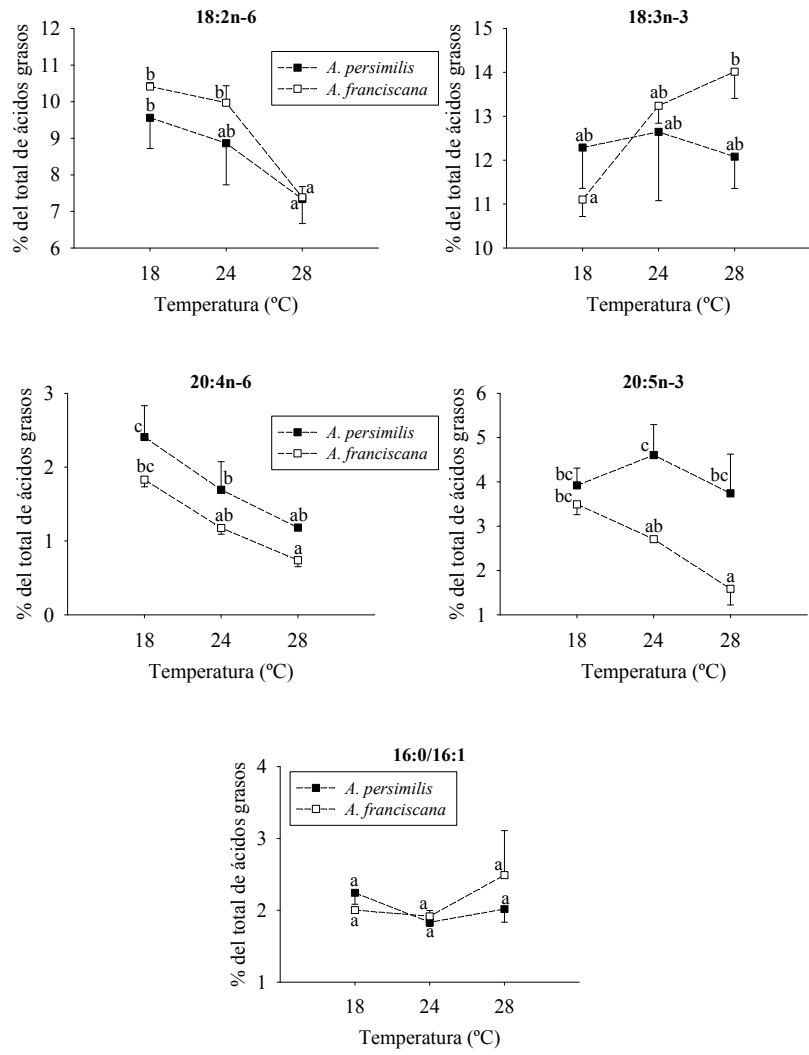 18:2n-6
% del total de ácidos grasos
11
10
9
8
7
6
b
b
b
ab
a
a
18
24
28
Temperatura (ºC)
A. persimilis
A. franciscana
18:3n-3
% del total de ácidos grasos
15
14
13
12
11
10
ab
a
ab
ab
b
ab
18
24
28
Temperatura (ºC)
20:4n-6
% del total de ácidos grasos
3
2
1
0
c
bc
b
ab
ab
a
18
24
28
Temperatura (ºC)
A. persimilis
A. franciscana
20:5n-3
% del total de ácidos grasos
6
5
4
3
2
1
bc
bc
c
ab
bc
a
18
24
28
Temperatura (ºC)
16:0/16:1
% del total de ácidos grasos
4
3
2
1
A. persimilis
A. franciscana
a
a
a
a
a
a
18
24
28
Temperatura (ºC)